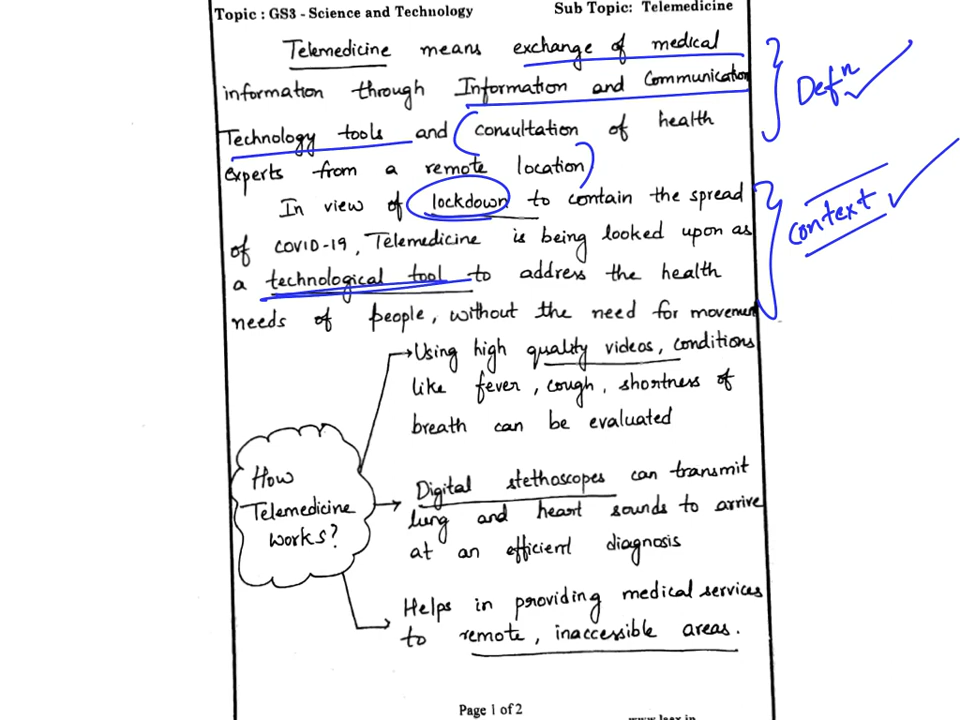 Topic : GS3 - Science and Technology Sub Topic: Telemedicine
Telemedicine means exchange of medical
information through Information and Communication
Technology tools and (consultation of health
experts from a remote location)
Defn
In view of lockdown to contain the spread
of COVID-19, Telemedicine is being looked upon as
a technological tool to address the health
needs of people, without the need for movement
Context
Using high quality videos, conditions
like fever, cough, shortness of
breath can be evaluated
How
Telemedicine
works?
Digital stethoscopes can transmit
lung and heart sounds to arrive
at an efficient diagnosis
Helps in providing medical services
to remote, inaccessible areas.
Page 1 of 2